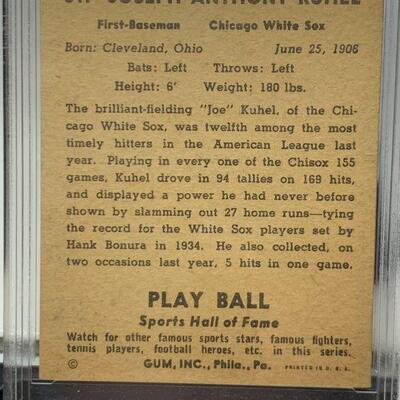 JOSEPH ANTHONY KUHEL
First-Baseman Chicago White Sox
Born: Cleveland, Ohio June 25, 1906
Bats: Left Throws: Left
Height: 6' Weight: 180 lbs.
The brilliant-fielding "Joe" Kuhel, of the Chi-
cago White Sox, was twelfth among the most
timely hitters in the American League last
year. Playing in every one of the Chisox 155
games, Kuhel drove in 94 tallies on 169 hits,
and displayed a power he had never before
shown by slamming out 27 home runs—tying
the record for the White Sox players set by
Hank Bonura in 1934. He also collected, on
two occasions last year, 5 hits in one game.
PLAY BALL
Sports Hall of Fame
Watch for other famous sports stars, famous fighters,
tennis players, football heroes, etc. in this series.
© GUM, INC., Phila., Pa. PRINTED IN U. S. A.